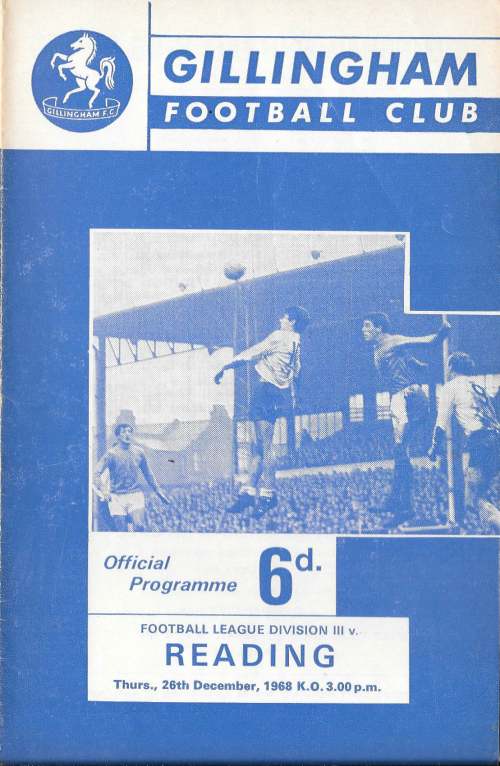 GILLINGHAM F.C.
GILLINGHAM
FOOTBALL CLUB
Official
Programme
6d.
FOOTBALL LEAGUE DIVISION III v.
READING
Thurs., 26th December, 1968 K.O. 3.00 p.m.